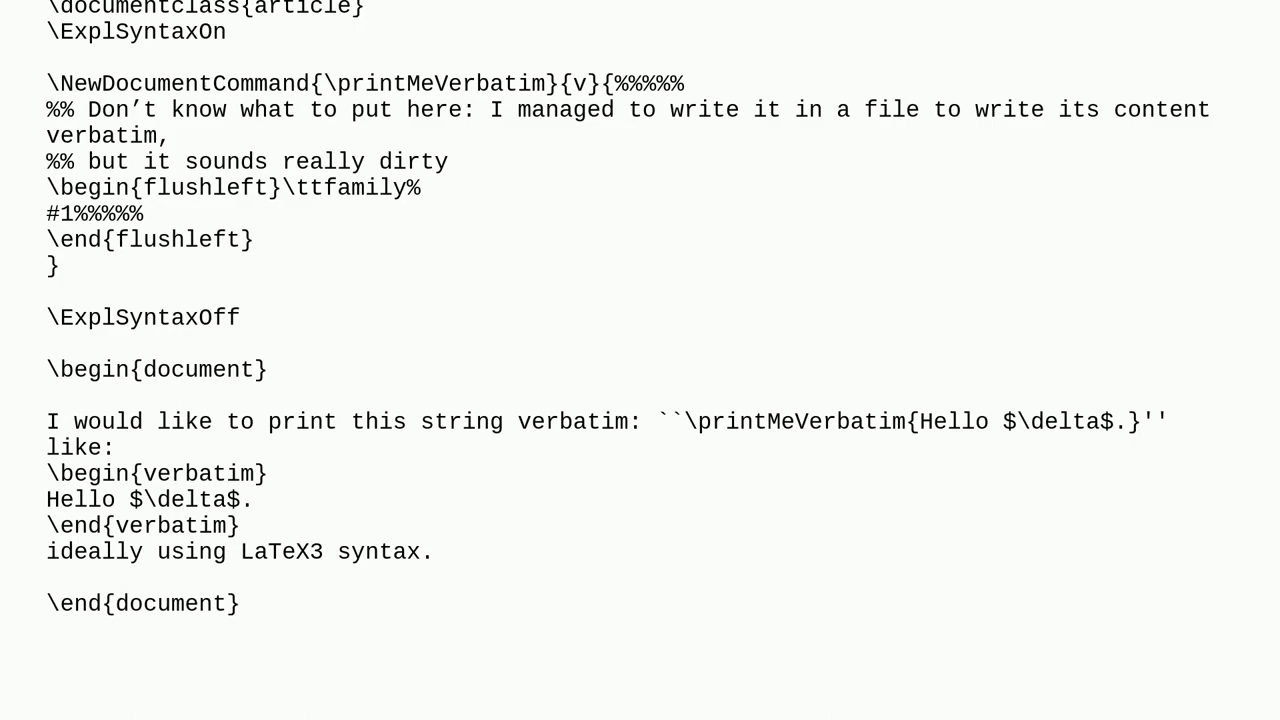 \documentclass{article}
\ExplSyntaxOn
\NewDocumentCommand{\printMeVerbatim}{v}{%%%%%
%% Don’t know what to put here: I managed to write it in a file to write its content
verbatim,
%% but it sounds really dirty
\begin{flushleft}\ttfamily%
#1%%%%%
\end{flushleft}
}
\ExplSyntaxOff
\begin{document}
I would like to print this string verbatim: ``\printMeVerbatim{Hello $\delta$.}''
like:
\begin{verbatim}
Hello $\delta$.
\end{verbatim}
ideally using LaTeX3 syntax.
\end{document}